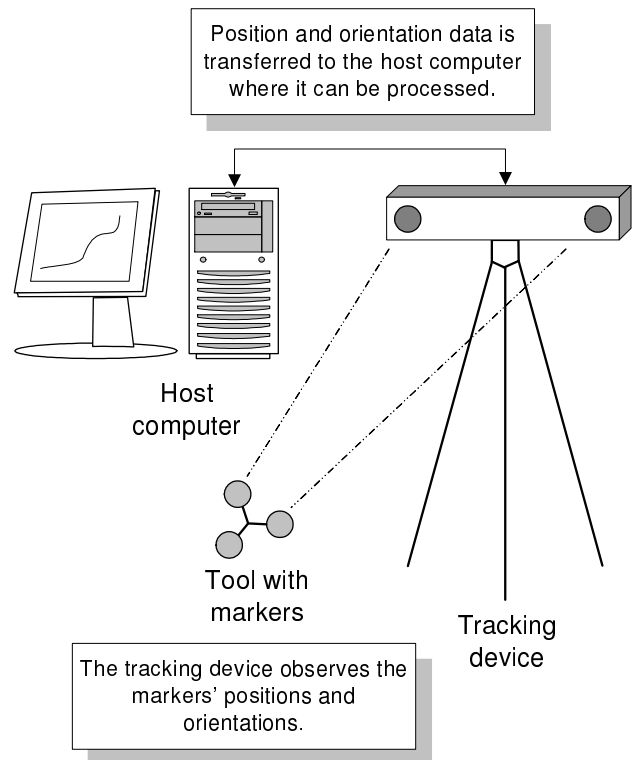 Position and orientation data is
transferred to the host computer
where it can be processed.
Host
computer
Tool with
markers
Tracking
device
The tracking device observes the
markers’ positions and
orientations.